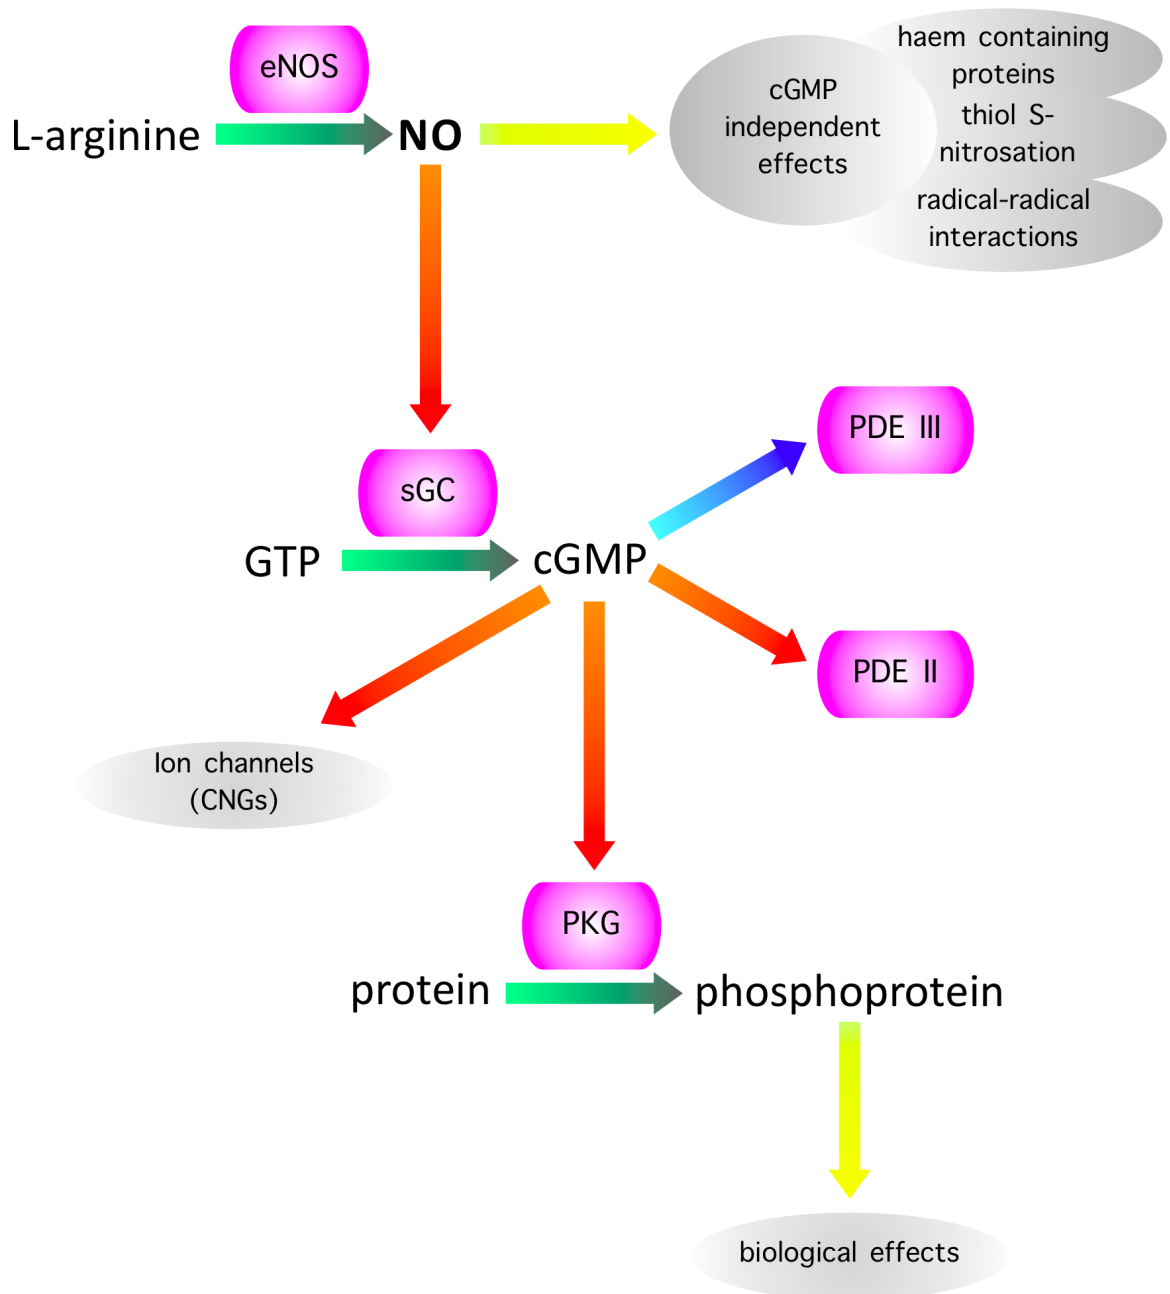 eNOS
L-arginine
NO
cGMP
independent
effects
haem containing
proteins
thiol S-
nitrosation
radical-radical
interactions
PDE III
sGC
GTP
cGMP
PDE II
Ion channels
(CNGs)
PKG
protein
phosphoprotein
biological effects